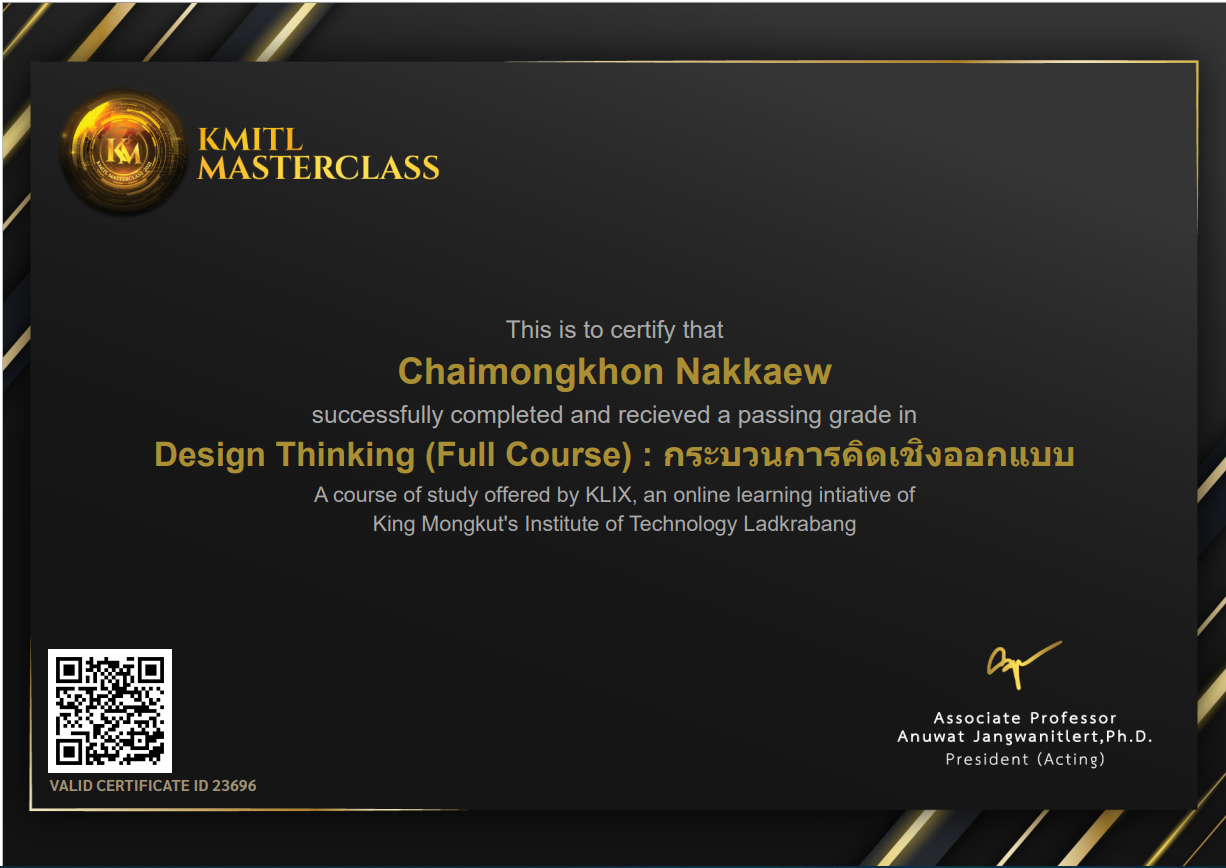 KM
KMITL MASTERCLASS
KMITL
MASTERCLASS
This is to certify that
Chaimongkhon Nakkaew
successfully completed and recieved a passing grade in
Design Thinking (Full Course) : กระบวนการคิดเชิงออกแบบ
A course of study offered by KLIX, an online learning intiative of
King Mongkut's Institute of Technology Ladkrabang
Associate Professor
Anuwat Jangwanitlert,Ph.D.
President (Acting)
VALID CERTIFICATE ID 23696